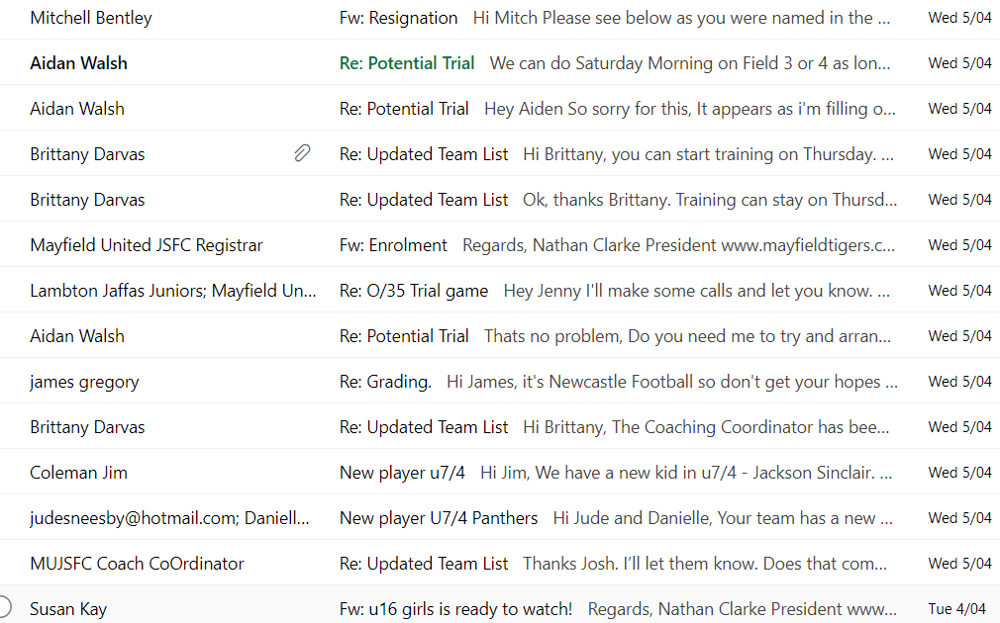 Mitchell Bentley Fw: Resignation Hi Mitch Please see below as you were named in the ... Wed 5/04
Aidan Walsh Re: Potential Trial We can do Saturday Morning on Field 3 or 4 as lon... Wed 5/04
Aidan Walsh Re: Potential Trial Hey Aiden So sorry for this, It appears as i'm filling o... Wed 5/04
Brittany Darvas Re: Updated Team List Hi Brittany, you can start training on Thursday. ... Wed 5/04
Brittany Darvas Re: Updated Team List Ok, thanks Brittany. Training can stay on Thursd... Wed 5/04
Mayfield United JSFC Registrar Fw: Enrolment Regards, Nathan Clarke President www.mayfieldtigers.c... Wed 5/04
Lambton Jaffas Juniors; Mayfield Un... Re: O/35 Trial game Hey Jenny I'll make some calls and let you know. ... Wed 5/04
Aidan Walsh Re: Potential Trial Thats no problem, Do you need me to try and arran... Wed 5/04
james gregory Re: Grading. Hi James, it's Newcastle Football so don't get your hopes ... Wed 5/04
Brittany Darvas Re: Updated Team List Hi Brittany, The Coaching Coordinator has bee... Wed 5/04
Coleman Jim New player u7/4 Hi Jim, We have a new kid in u7/4 - Jackson Sinclair. ... Wed 5/04
judesneesby@hotmail.com; Daniell... New player U7/4 Panthers Hi Jude and Danielle, Your team has a new ... Wed 5/04
MUJSFC Coach CoOrdinator Re: Updated Team List Thanks Josh. I’ll let them know. Does that com... Wed 5/04
Susan Kay Fw: u16 girls is ready to watch! Regards, Nathan Clarke President www... Tue 4/04